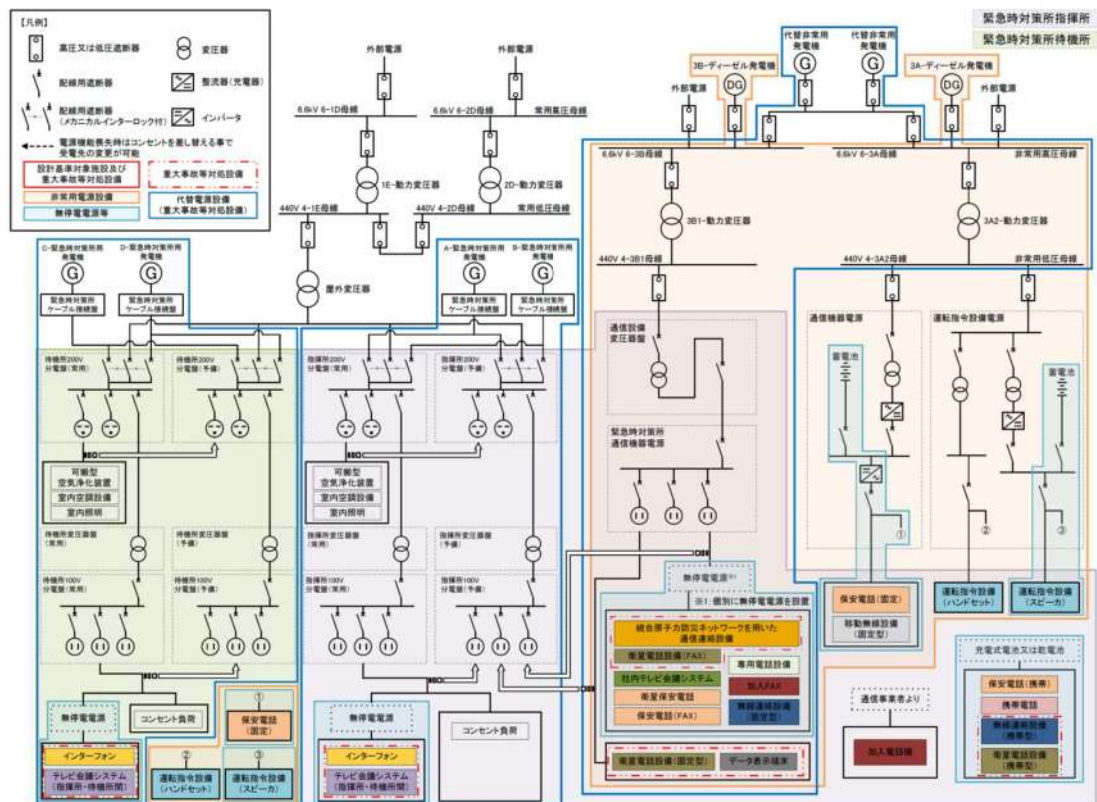 【凡例】
高圧又は低圧遮断器
変圧器
配線用遮断器
整流器(充電器)
配線用遮断器
(メカニカルインターロック付)
インバータ
電源機能喪失時はコンセントを差し替える事で
受電先の変更が可能
設計基準対象施設及び
重大事故等対処設備
重大事故等対処設備
非常用電源設備
無停電電源等
代替電源設備
(重大事故等対処設備)
緊急時対策所指揮所
緊急時対策所待機所
外部電源
外部電源
6.6kV 6-1D母線
6.6kV 6-2D母線
常用高圧母線
1E-動力変圧器
2D-動力変圧器
440V 4-1E母線
440V 4-2D母線
常用低圧母線
屋外変圧器
代替非常用
発電機
G
代替非常用
発電機
G
3B-ディーゼル発電機
DG
3A-ディーゼル発電機
DG
外部電源
外部電源
6.6kV 6-3B母線
6.6kV 6-3A母線
非常用高圧母線
3B1-動力変圧器
3A2-動力変圧器
440V 4-3B1母線
440V 4-3A2母線
非常用低圧母線
C-緊急時対策所用
発電機
G
D-緊急時対策所用
発電機
G
A-緊急時対策所用
発電機
G
B-緊急時対策所用
発電機
G
緊急時対策所
ケーブル接続盤
緊急時対策所
ケーブル接続盤
緊急時対策所
ケーブル接続盤
緊急時対策所
ケーブル接続盤
待機所200V
分電盤(常用)
待機所200V
分電盤(予備)
指揮所200V
分電盤(常用)
指揮所200V
分電盤(予備)
可搬型
空気浄化装置
室内空調設備
室内照明
可搬型
空気浄化装置
室内空調設備
室内照明
待機所変圧器盤
(常用)
待機所変圧器盤
(予備)
指揮所変圧器盤
(常用)
指揮所変圧器盤
(予備)
待機所100V
分電盤(常用)
待機所100V
分電盤(予備)
指揮所100V
分電盤(常用)
指揮所100V
分電盤(予備)
無停電電源
コンセント負荷
インターフォン
テレビ会議システム
(指揮所・待機所間)
①
保安電話
(固定)
②
運転指令設備
(ハンドセット)
③
運転指令設備
(スピーカ)
無停電電源
コンセント負荷
インターフォン
テレビ会議システム
(指揮所・待機所間)
通信設備
変圧器盤
緊急時対策所
通信機器電源
無停電電源※1
※1:個別に無停電電源を設置
統合原子力防災ネットワークを用いた
通信連絡設備
衛星電話設備(FAX)
専用電話設備
社内テレビ会議システム
加入FAX
衛星保安電話
保安電話(FAX)
無線連絡設備
(固定型)
衛星電話設備(固定型)
データ表示端末
通信機器電源
蓄電池
①
運転指令設備電源
蓄電池
②
③
保安電話(固定)
移動無線設備
(固定型)
運転指令設備
(ハンドセット)
運転指令設備
(スピーカ)
通信事業者より
加入電話機
充電式電池又は乾電池
保安電話(携帯)
携帯電話
無線連絡設備
(携帯型)
衛星電話設備
(携帯型)